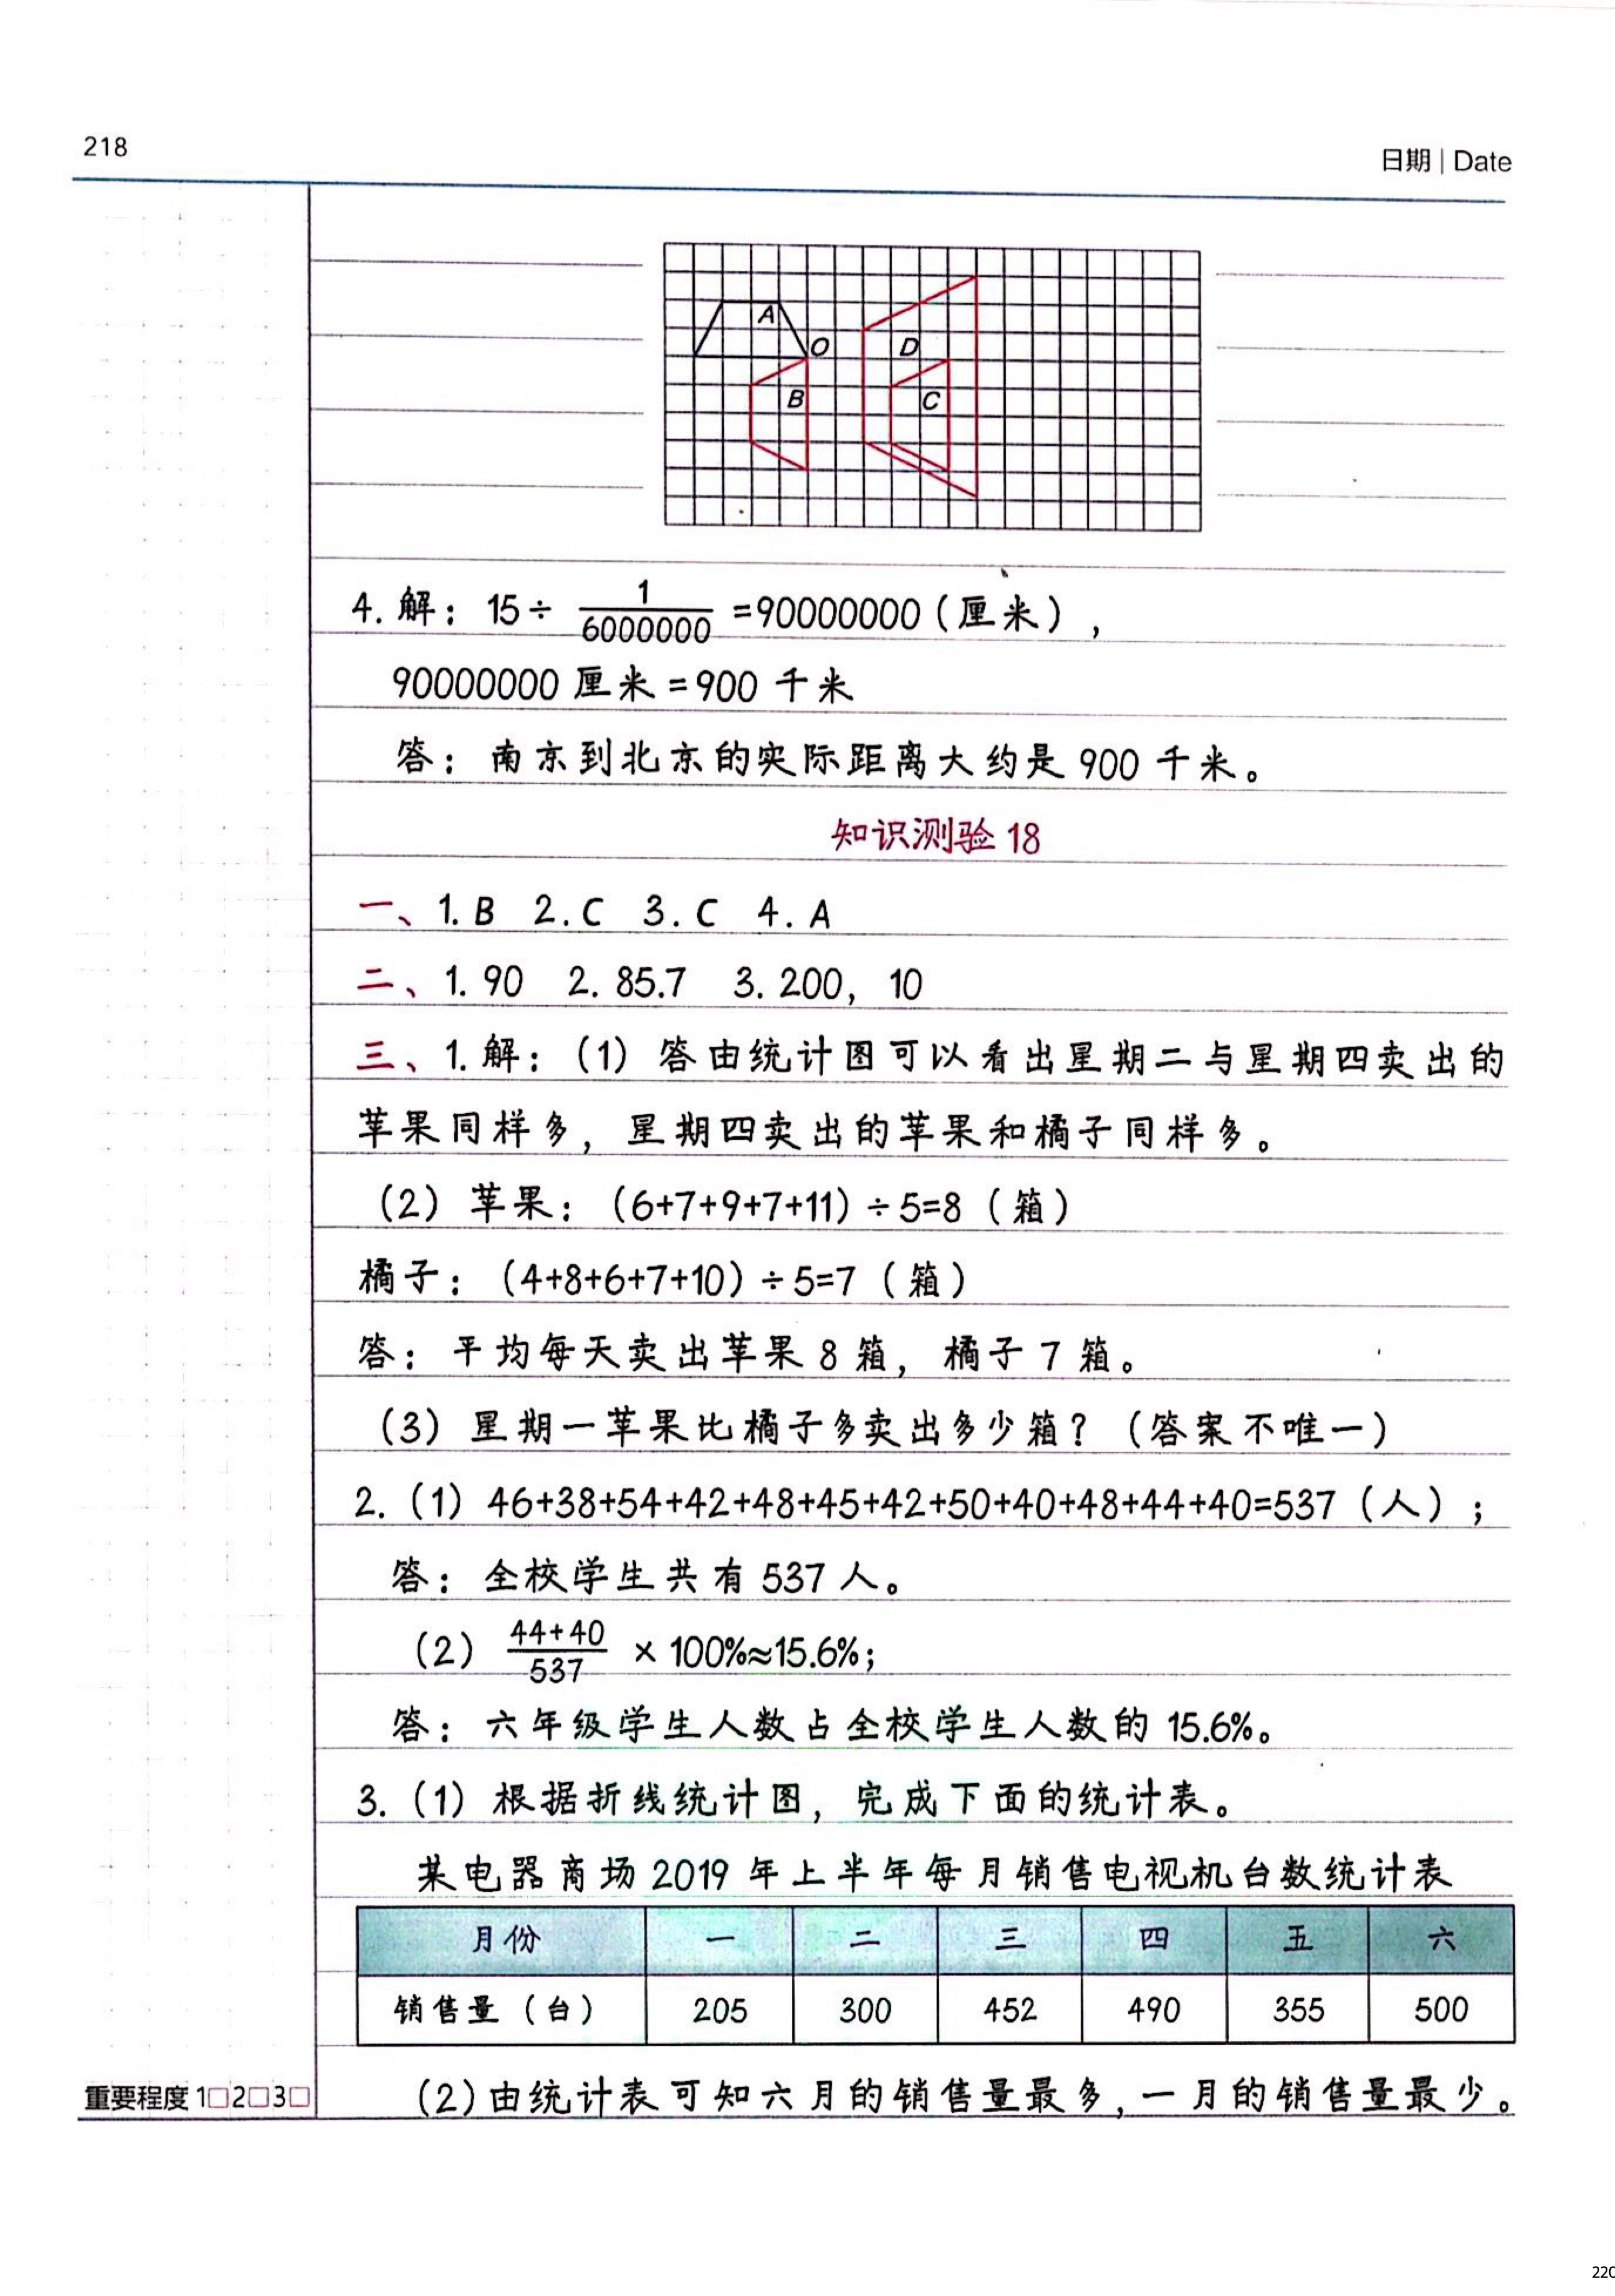 218
日期 | Date
A
O
D
B
C
4. 解：15÷ 1/6000000 =90000000（厘米），
90000000 厘米 =900 千米
答：南京到北京的实际距离大约是 900 千米。
知识测验 18
一、1. B 2. C 3. C 4. A
二、1. 90 2. 85.7 3. 200，10
三、1. 解：（1）答由统计图可以看出星期二与星期四卖出的
苹果同样多，星期四卖出的苹果和橘子同样多。
（2）苹果：（6+7+9+7+11）÷5=8（箱）
橘子：（4+8+6+7+10）÷5=7（箱）
答：平均每天卖出苹果 8 箱，橘子 7 箱。
（3）星期一苹果比橘子多卖出多少箱？（答案不唯一）
2.（1）46+38+54+42+48+45+42+50+40+48+44+40=537（人）；
答：全校学生共有 537 人。
（2） 44+40/537 × 100%≈15.6%；
答：六年级学生人数占全校学生人数的 15.6%。
3.（1）根据折线统计图，完成下面的统计表。
某电器商场 2019 年上半年每月销售电视机台数统计表
月份 一 二 三 四 五 六
销售量（台） 205 300 452 490 355 500
（2）由统计表可知六月的销售量最多，一月的销售量最少。
重要程度 1□2□3□
220